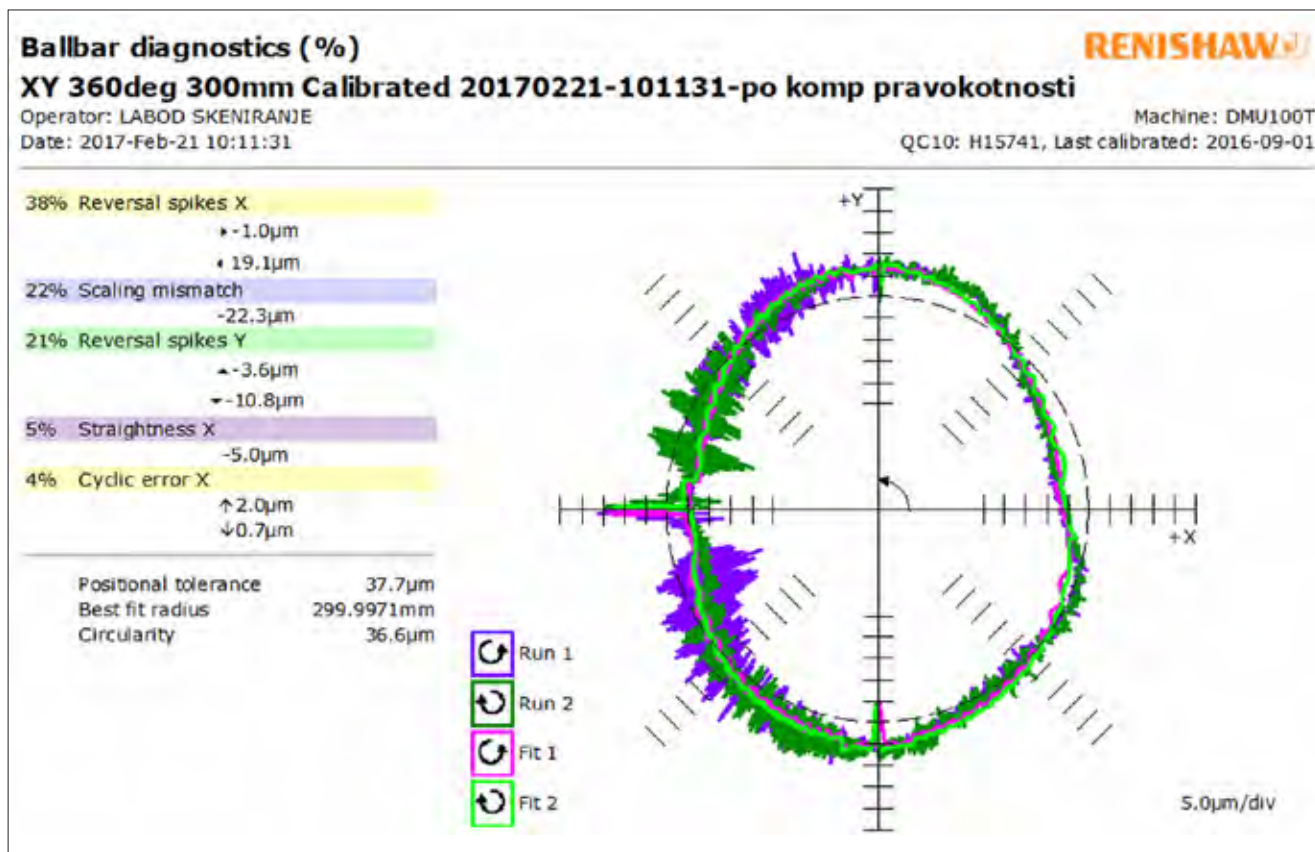 Ballbar diagnostics (%)
RENISHAW
XY 360deg 300mm Calibrated 20170221-101131-po komp pravokotnosti
Operator: LABOD SKENIRANJE
Machine: DMU100T
Date: 2017-Feb-21 10:11:31
QC10: H15741, Last calibrated: 2016-09-01
38% Reversal spikes X
▸-1.0µm
◂ 19.1µm
22% Scaling mismatch
-22.3µm
21% Reversal spikes Y
▴-3.6µm
▾-10.8µm
5% Straightness X
-5.0µm
4% Cyclic error X
↑2.0µm
↓0.7µm
Positional tolerance 37.7µm
Best fit radius 299.9971mm
Circularity 36.6µm
+Y
+X
Run 1
Run 2
Fit 1
Fit 2
5.0µm/div